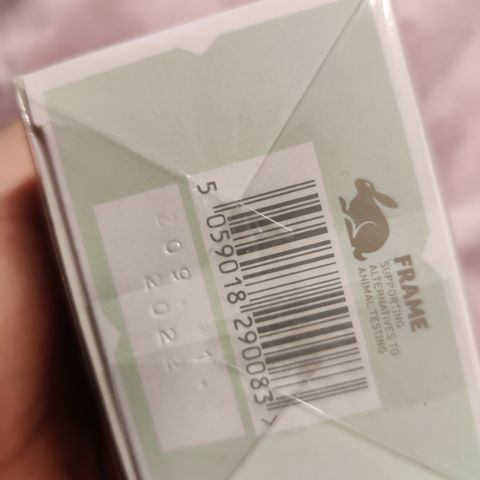 FRAME
SUPPORTING
ALTERNATIVES TO
ANIMAL TESTING
5 059018 290083 >
2022